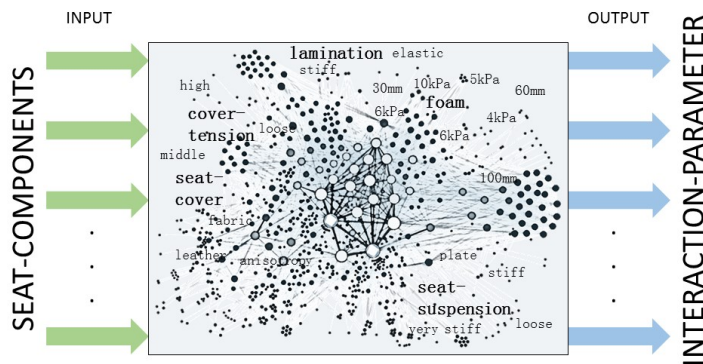 INPUT
OUTPUT
SEAT-COMPONENTS
INTERACTION-PARAMETER
lamination
elastic
stiff
high
30mm
10kPa
5kPa
60mm
foam.
cover-
tension
loose
6kPa
4kPa
6kPa
middle
seat-
cover
100mm
fabric
leather
anisotropy
plate
stiff
seat-
suspension
very stiff
loose